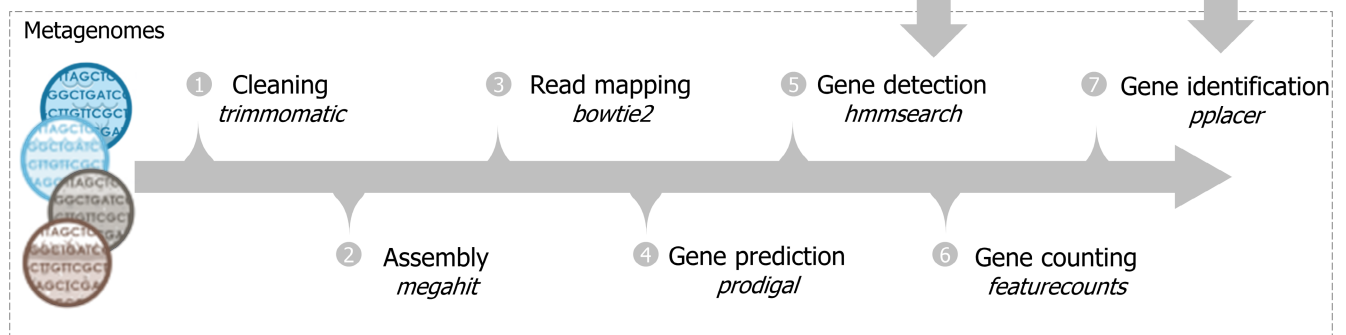 Metagenomes
1 Cleaning
trimmomatic
2 Assembly
megahit
3 Read mapping
bowtie2
4 Gene prediction
prodigal
5 Gene detection
hmmsearch
6 Gene counting
featurecounts
7 Gene identification
pplacer